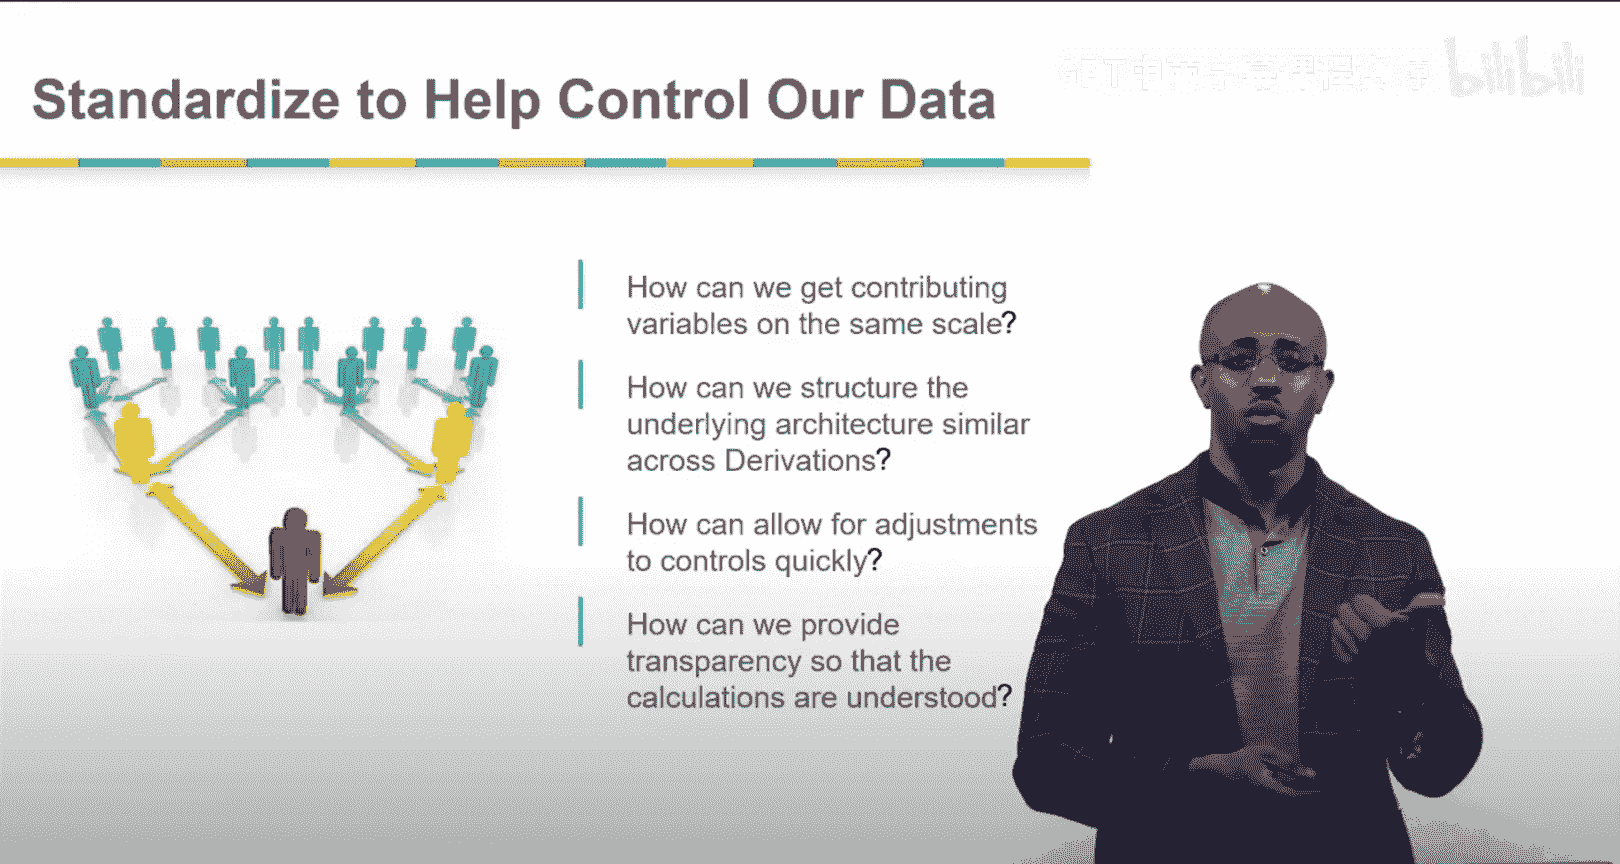 Standardize to Help Control Our Data
bilibili
How can we get contributing
variables on the same scale?
How can we structure the
underlying architecture similar
across Derivations?
How can allow for adjustments
to controls quickly?
How can we provide
transparency so that the
calculations are understood?